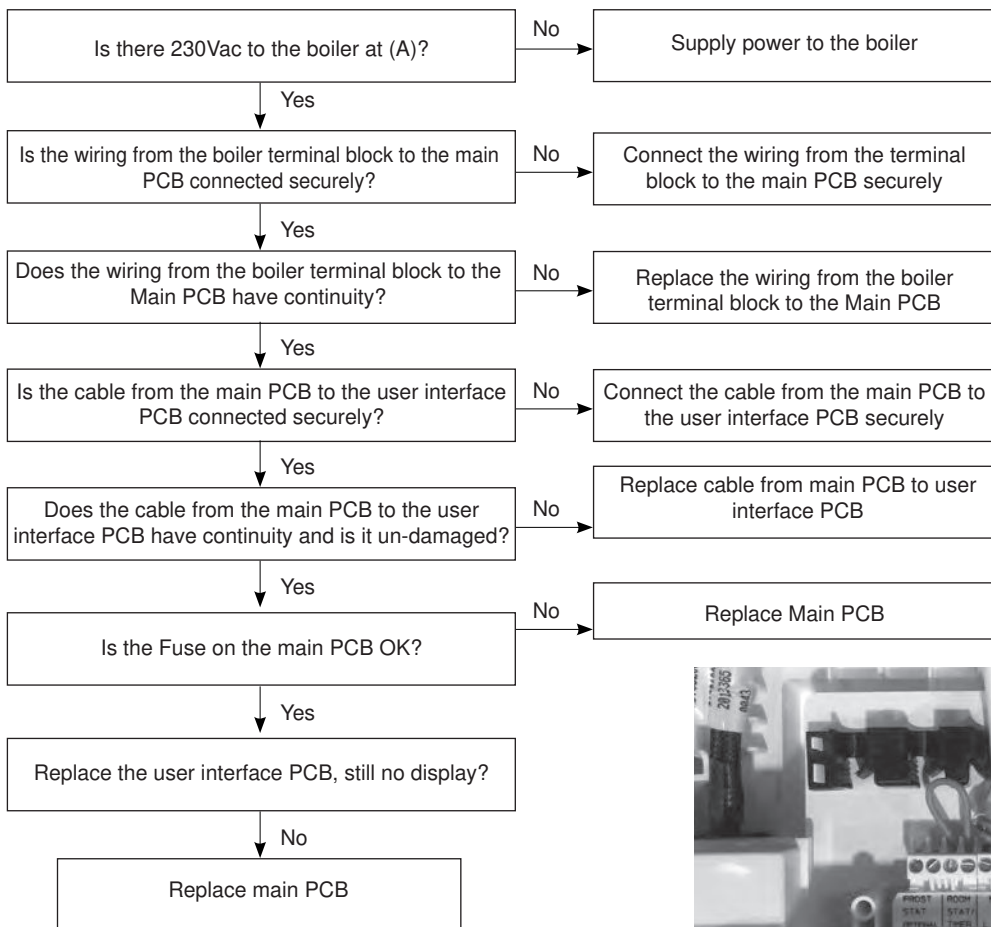 Is there 230Vac to the boiler at (A)?
No
Supply power to the boiler
Yes
Is the wiring from the boiler terminal block to the main
PCB connected securely?
No
Connect the wiring from the terminal
block to the main PCB securely
Yes
Does the wiring from the boiler terminal block to the
Main PCB have continuity?
No
Replace the wiring from the boiler
terminal block to the Main PCB
Yes
Is the cable from the main PCB to the user interface
PCB connected securely?
No
Connect the cable from the main PCB to
the user interface PCB securely
Yes
Does the cable from the main PCB to the user
interface PCB have continuity and is it un-damaged?
No
Replace cable from main PCB to user
interface PCB
Yes
Is the Fuse on the main PCB OK?
No
Replace Main PCB
Yes
Replace the user interface PCB, still no display?
No
Replace main PCB
FROST
STAT
ROOM
STAT/
TIMER